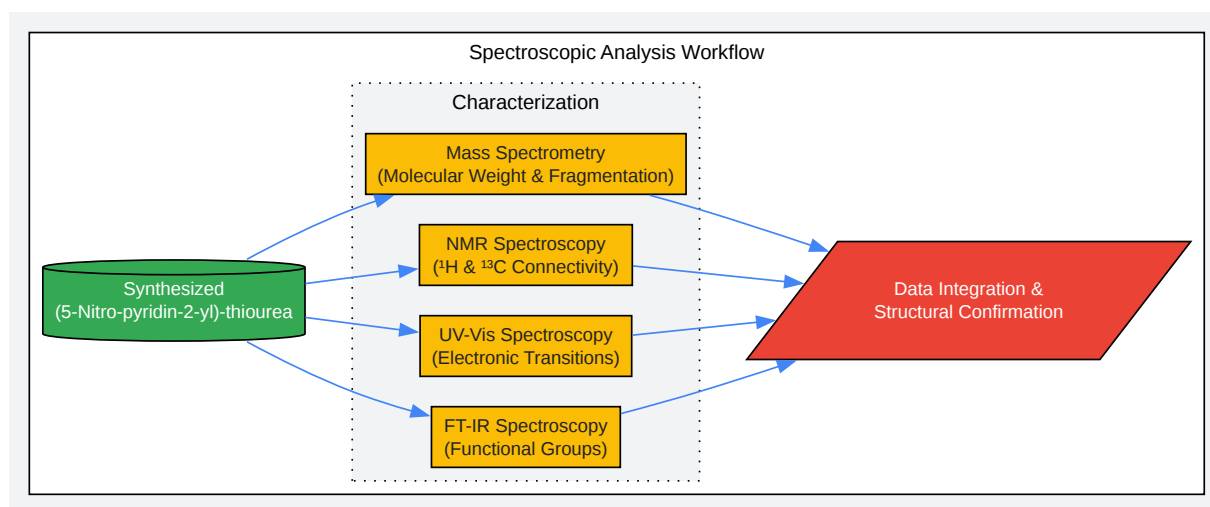 Spectroscopic Analysis Workflow
Characterization
Mass Spectrometry
(Molecular Weight & Fragmentation)
NMR Spectroscopy
(¹H & ¹³C Connectivity)
Synthesized
(5-Nitro-pyridin-2-yl)-thiourea
Data Integration &
Structural Confirmation
UV-Vis Spectroscopy
(Electronic Transitions)
FT-IR Spectroscopy
(Functional Groups)